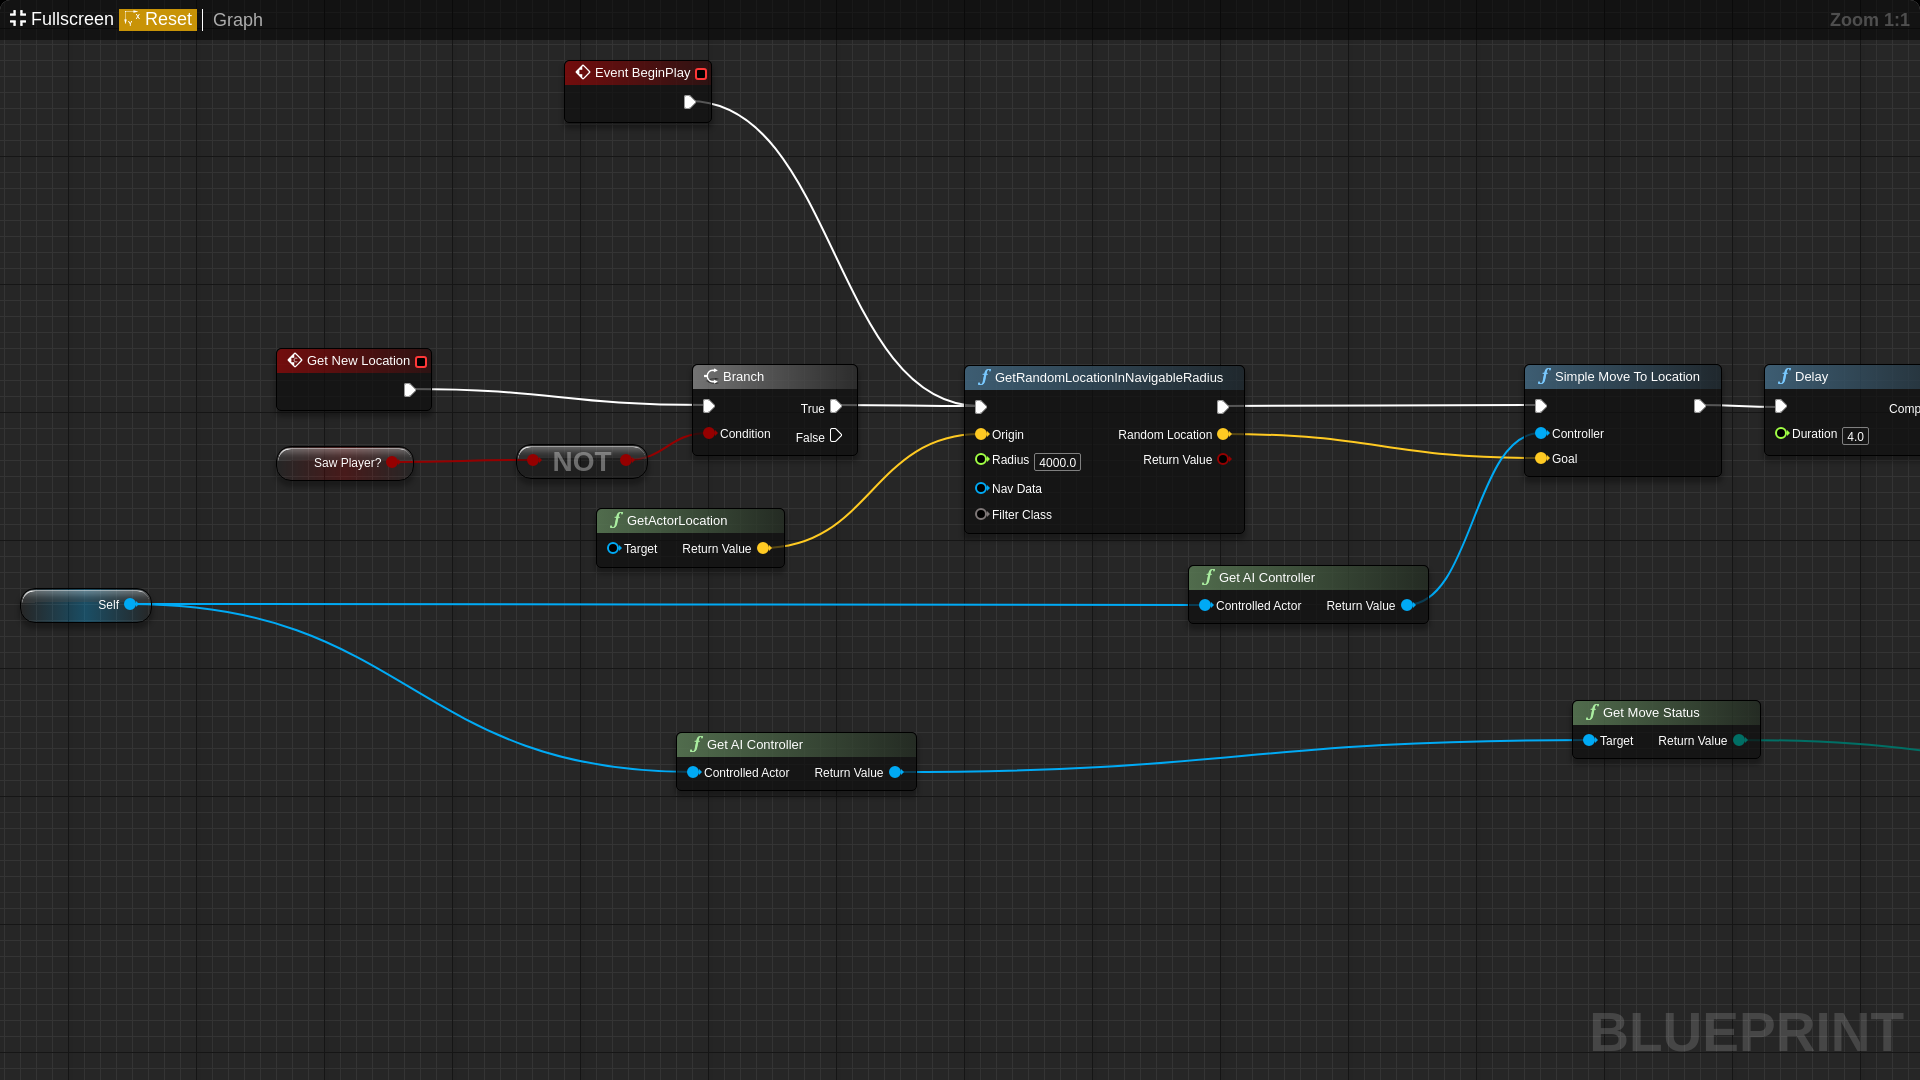 Fullscreen Reset Graph Zoom 1:1
Event BeginPlay
Get New Location
Branch
True
Condition False
Saw Player?
NOT
GetActorLocation
Target Return Value
GetRandomLocationInNavigableRadius
Origin Random Location
Radius 4000.0 Return Value
Nav Data
Filter Class
Simple Move To Location
Controller
Goal
Delay
Comp
Duration 4.0
Self
Get AI Controller
Controlled Actor Return Value
Get AI Controller
Controlled Actor Return Value
Get Move Status
Target Return Value
BLUEPRINT